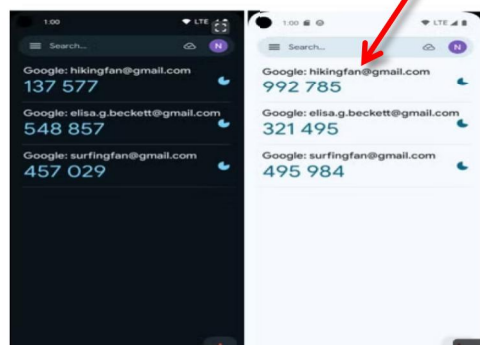 1:00 LTE
Search...
N
Google: hikingfan@gmail.com
137 577
Google: elisa.g.beckett@gmail.com
548 857
Google: surfingfan@gmail.com
457 029
1:00 LTE
Search...
N
Google: hikingfan@gmail.com
992 785
Google: elisa.g.beckett@gmail.com
321 495
Google: surfingfan@gmail.com
495 984